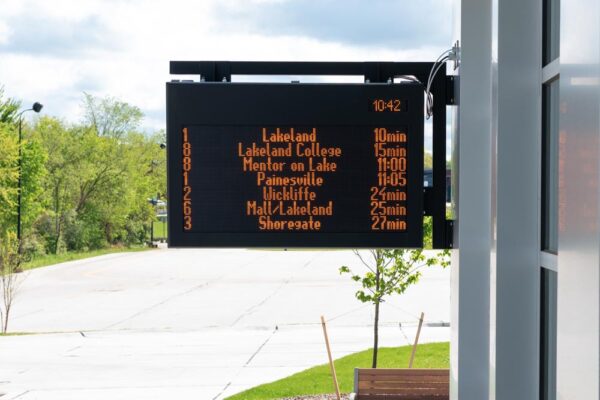 10:42
1 Lakeland 10min
8 Lakeland College 15min
8 Mentor on Lake 11:00
1 Painesville 11:05
2 Wickliffe 24min
6 Mall/Lakeland 25min
3 Shoregate 27min